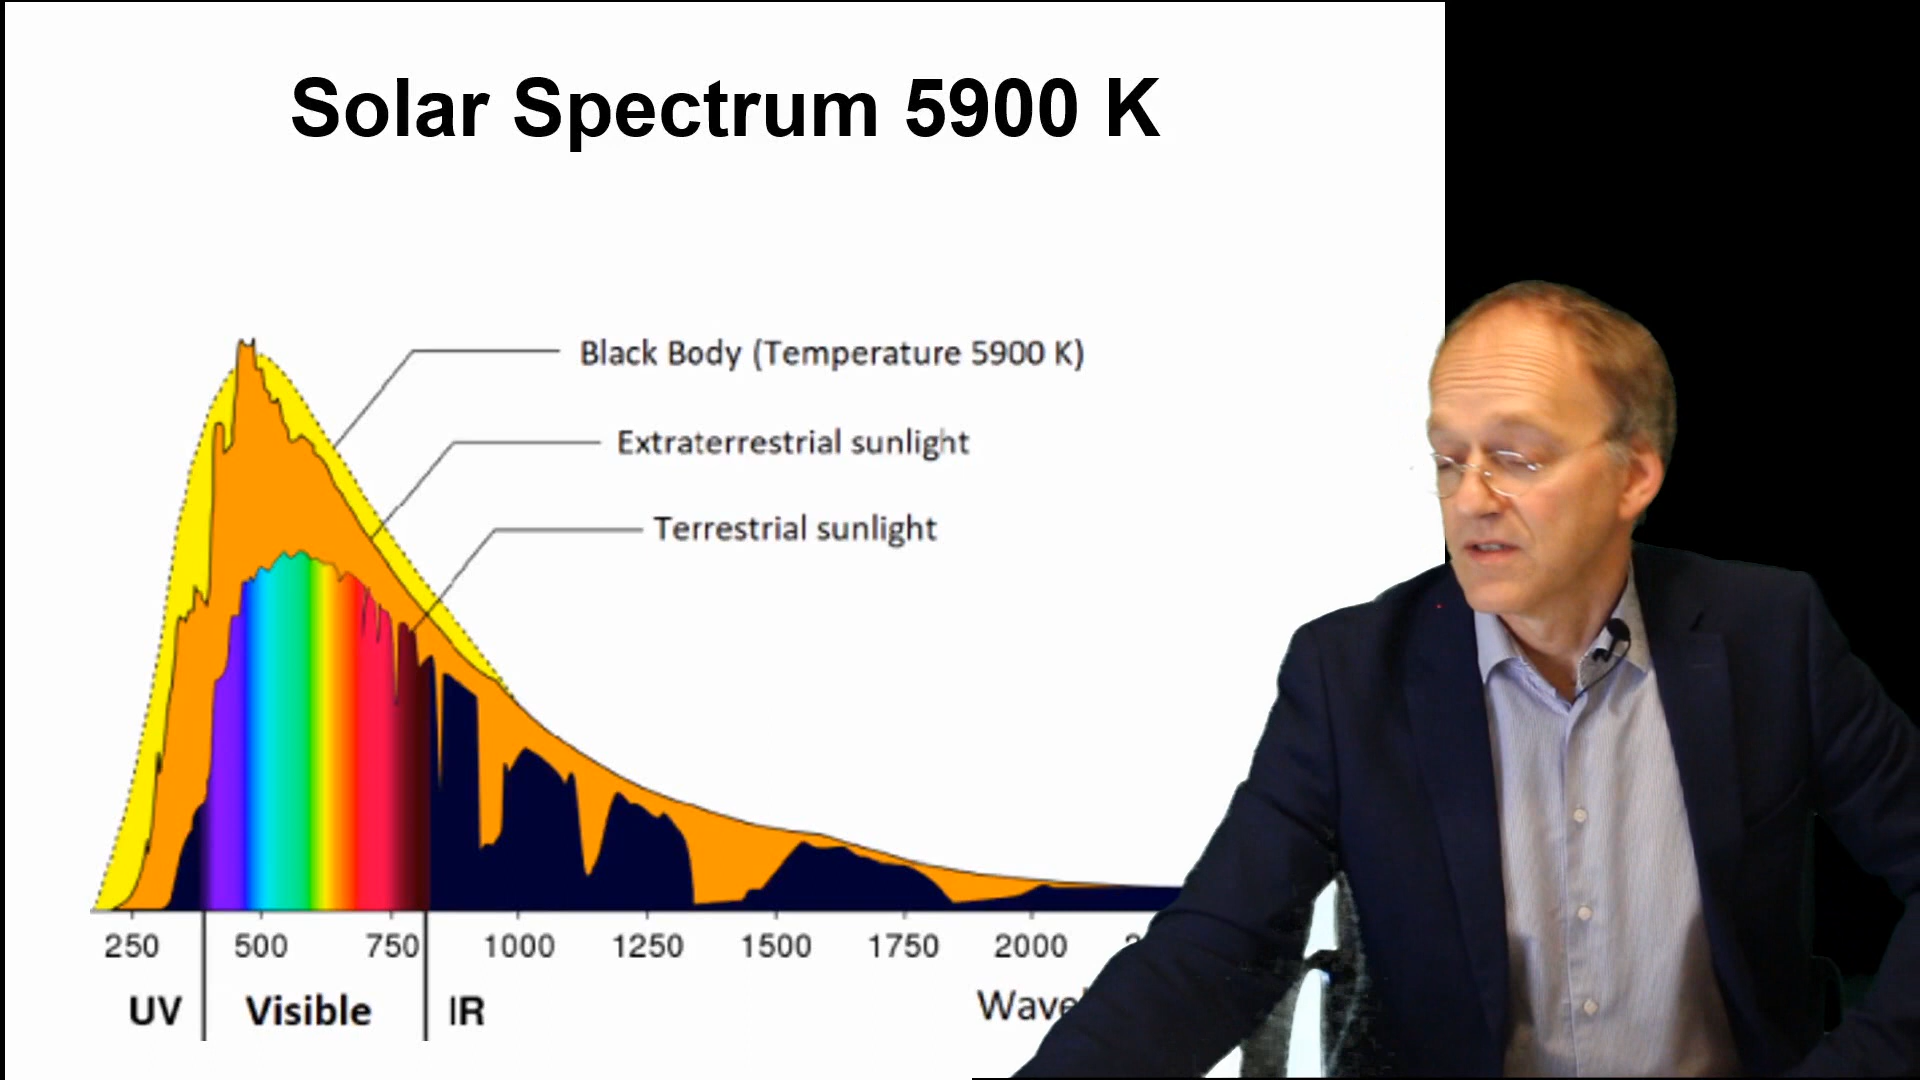 Solar Spectrum 5900 K
Black Body (Temperature 5900 K)
Extraterrestrial sunlight
Terrestrial sunlight
250 500 750 1000 1250 1500 1750 2000
UV Visible IR